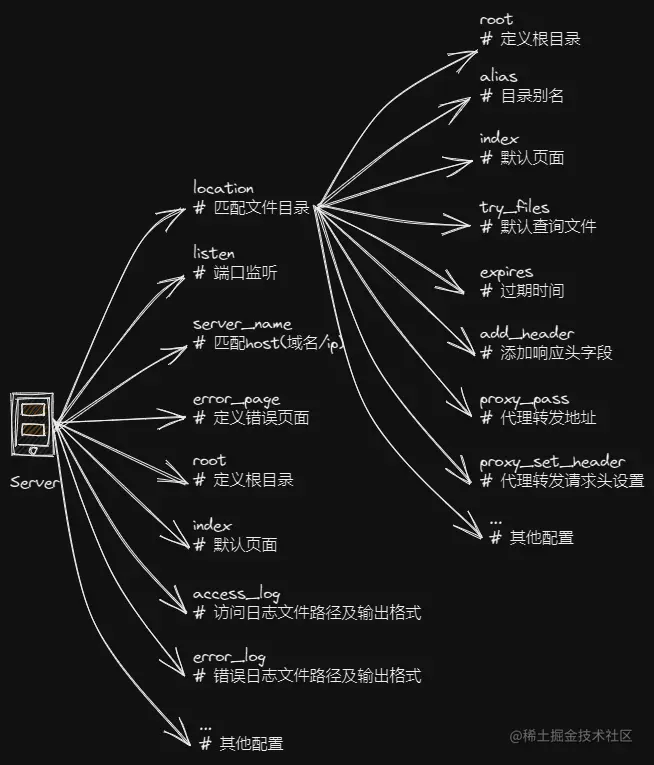 root
# 定义根目录
alias
# 目录别名
index
# 默认页面
location
# 匹配文件目录
try_files
# 默认查询文件
listen
# 端口监听
expires
# 过期时间
server_name
# 匹配host(域名/ip)
add_header
# 添加响应头字段
error_page
# 定义错误页面
proxy_pass
# 代理转发地址
Server
root
# 定义根目录
proxy_set_header
# 代理转发请求头设置
index
# 默认页面
...
# 其他配置
access_log
# 访问日志文件路径及输出格式
error_log
# 错误日志文件路径及输出格式
...
# 其他配置
@稀土掘金技术社区